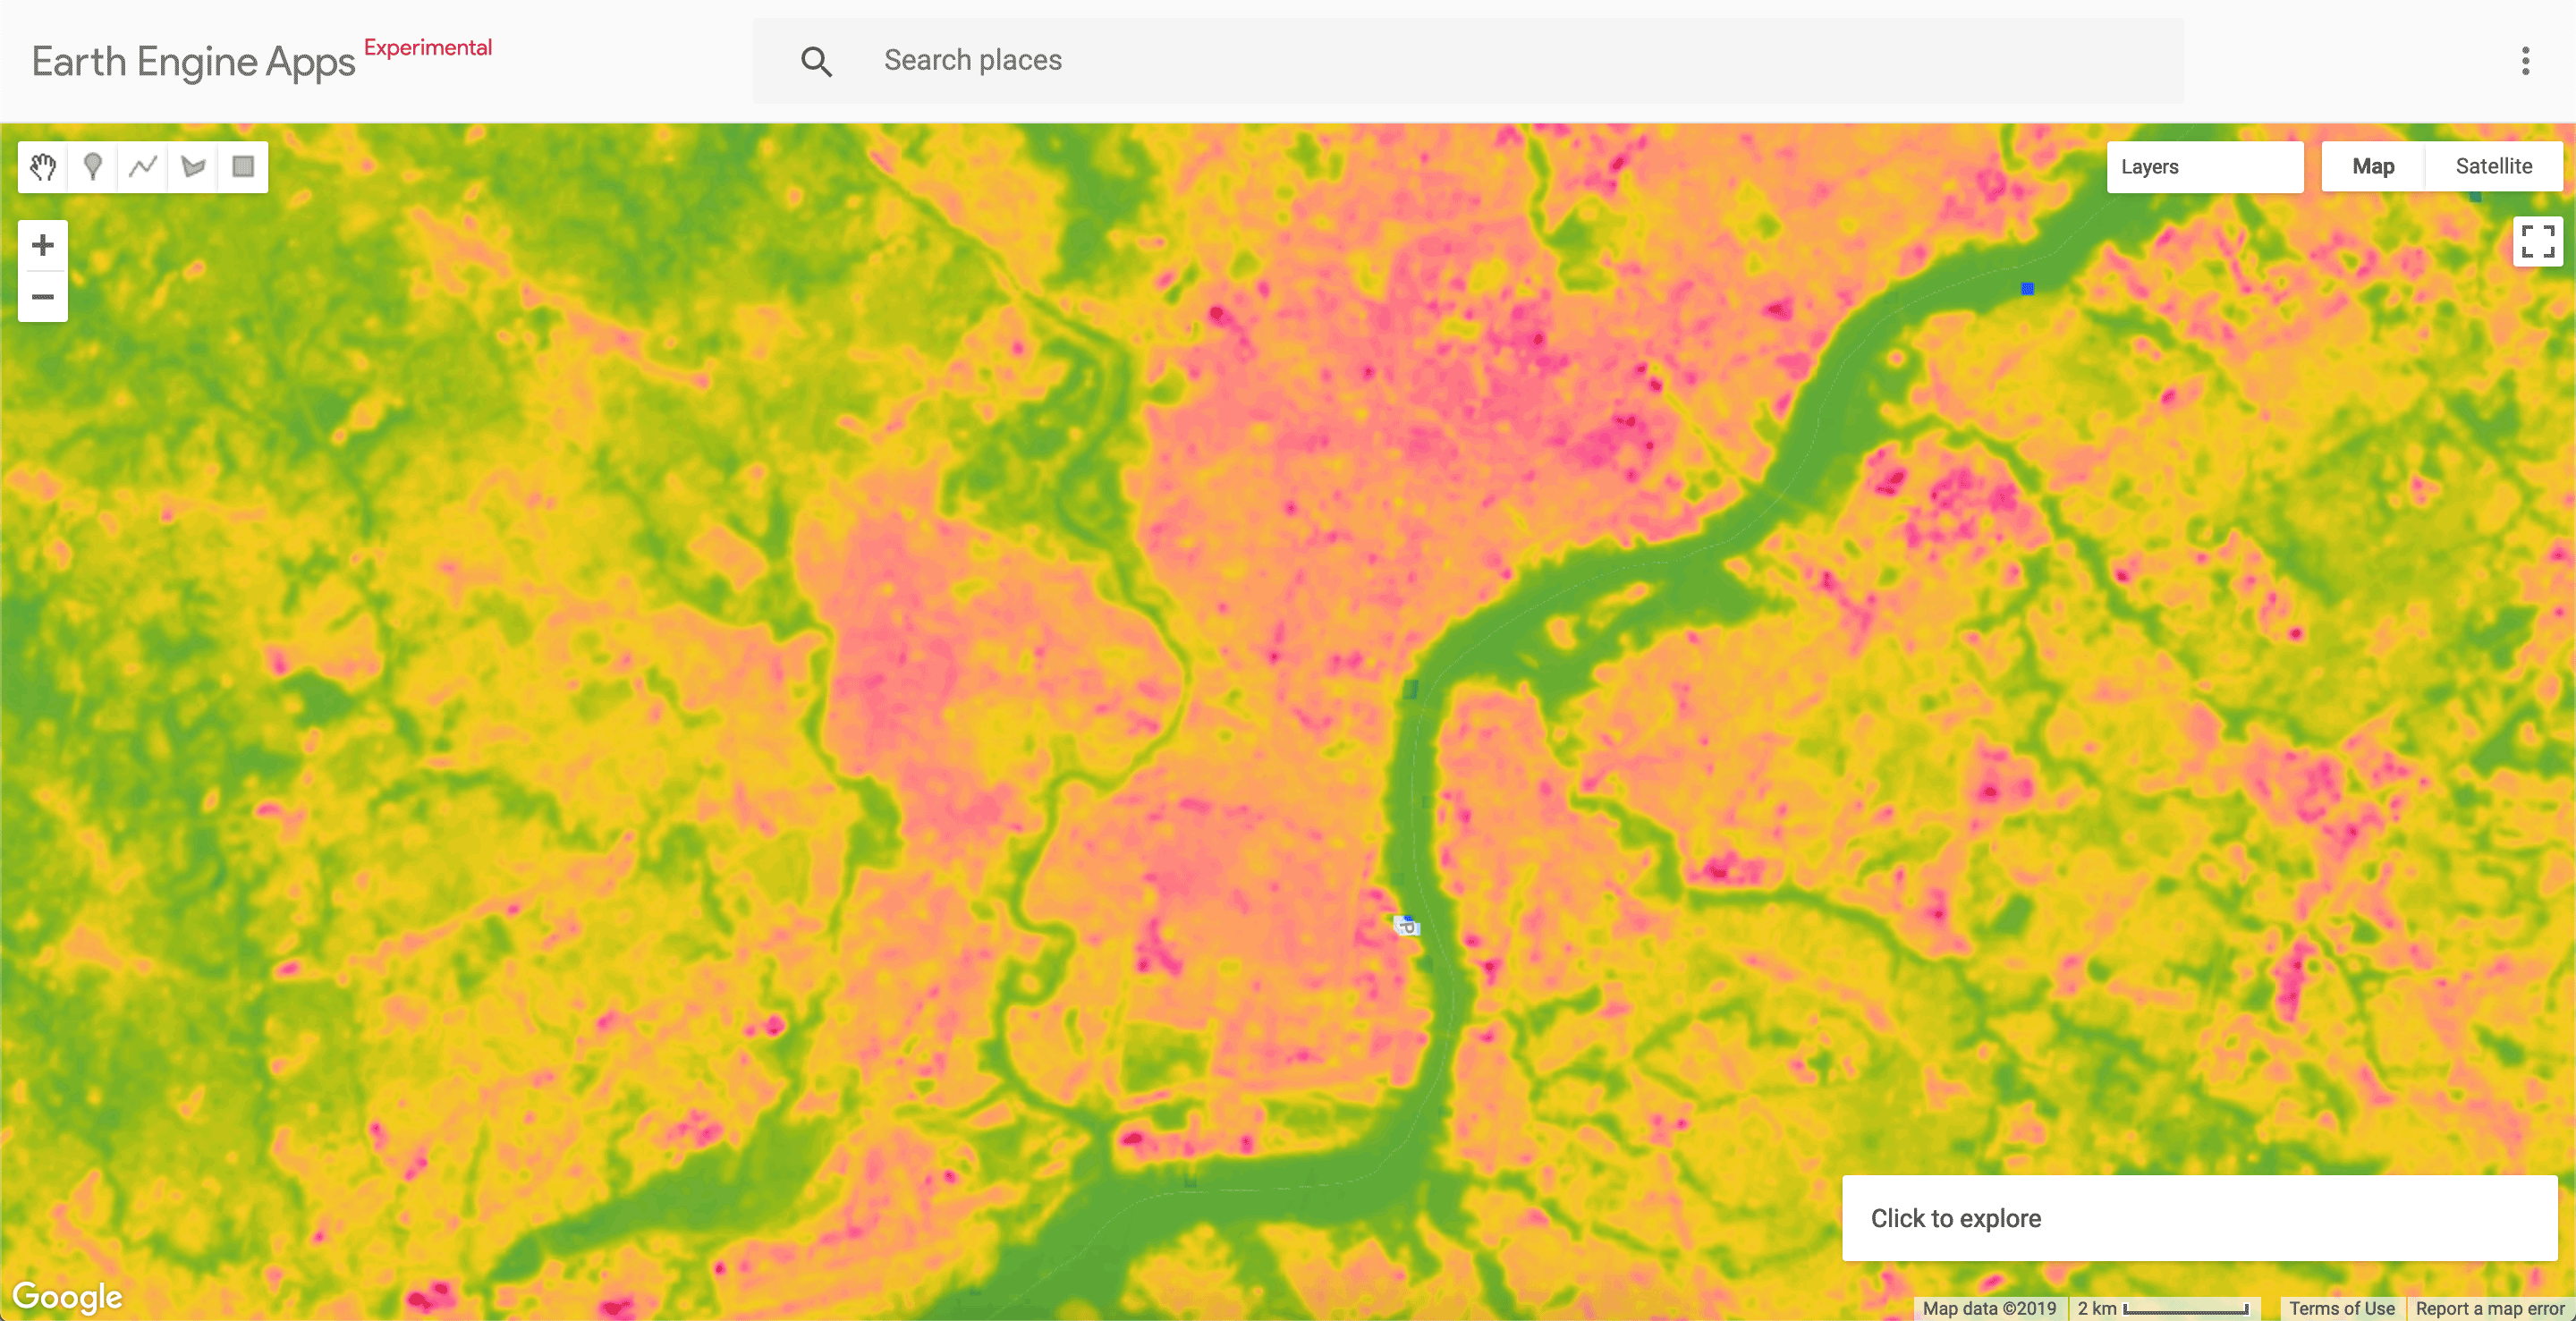 Earth Engine Apps Experimental
Search places
Layers
Map
Satellite
Click to explore
Google
Map data ©2019
2 km
Terms of Use
Report a map error